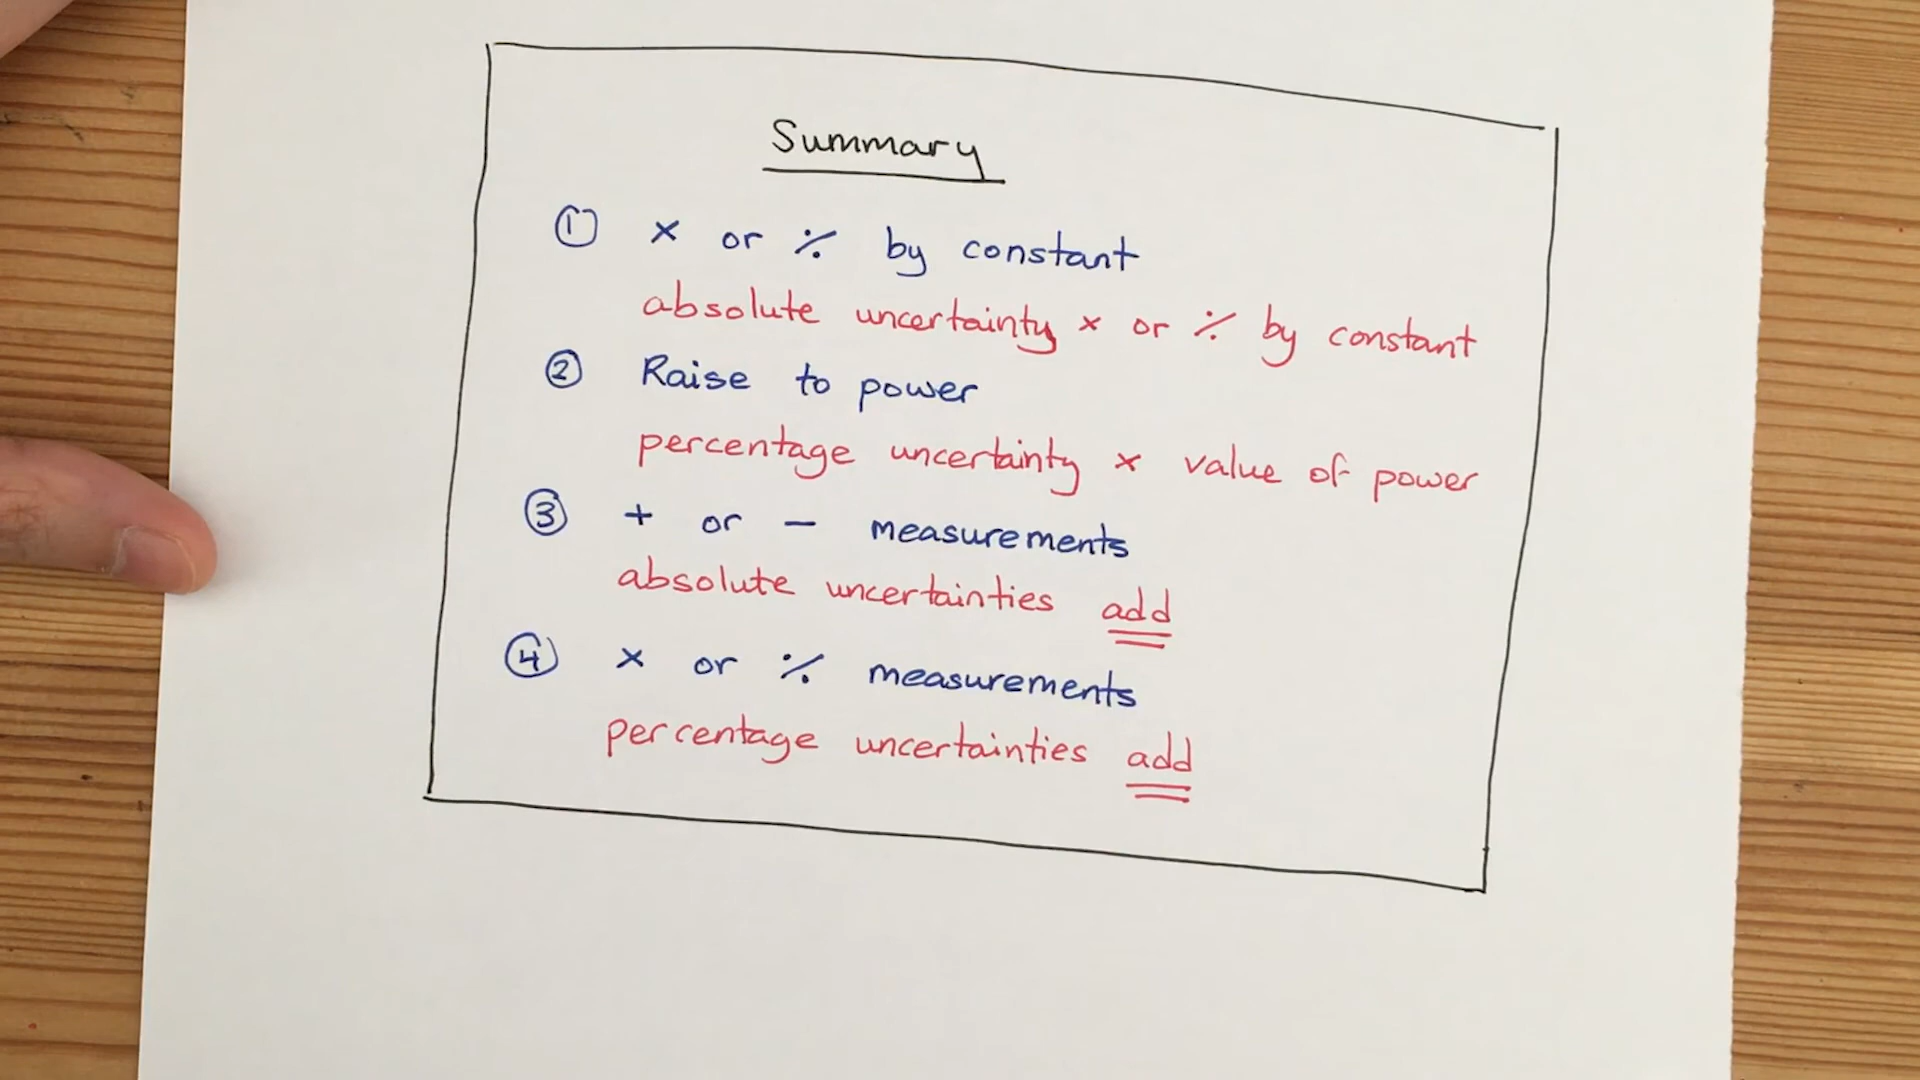 Summary
① × or ÷ by constant
absolute uncertainty × or ÷ by constant
② Raise to power
percentage uncertainty × value of power
③ + or − measurements
absolute uncertainties add
④ × or ÷ measurements
percentage uncertainties add